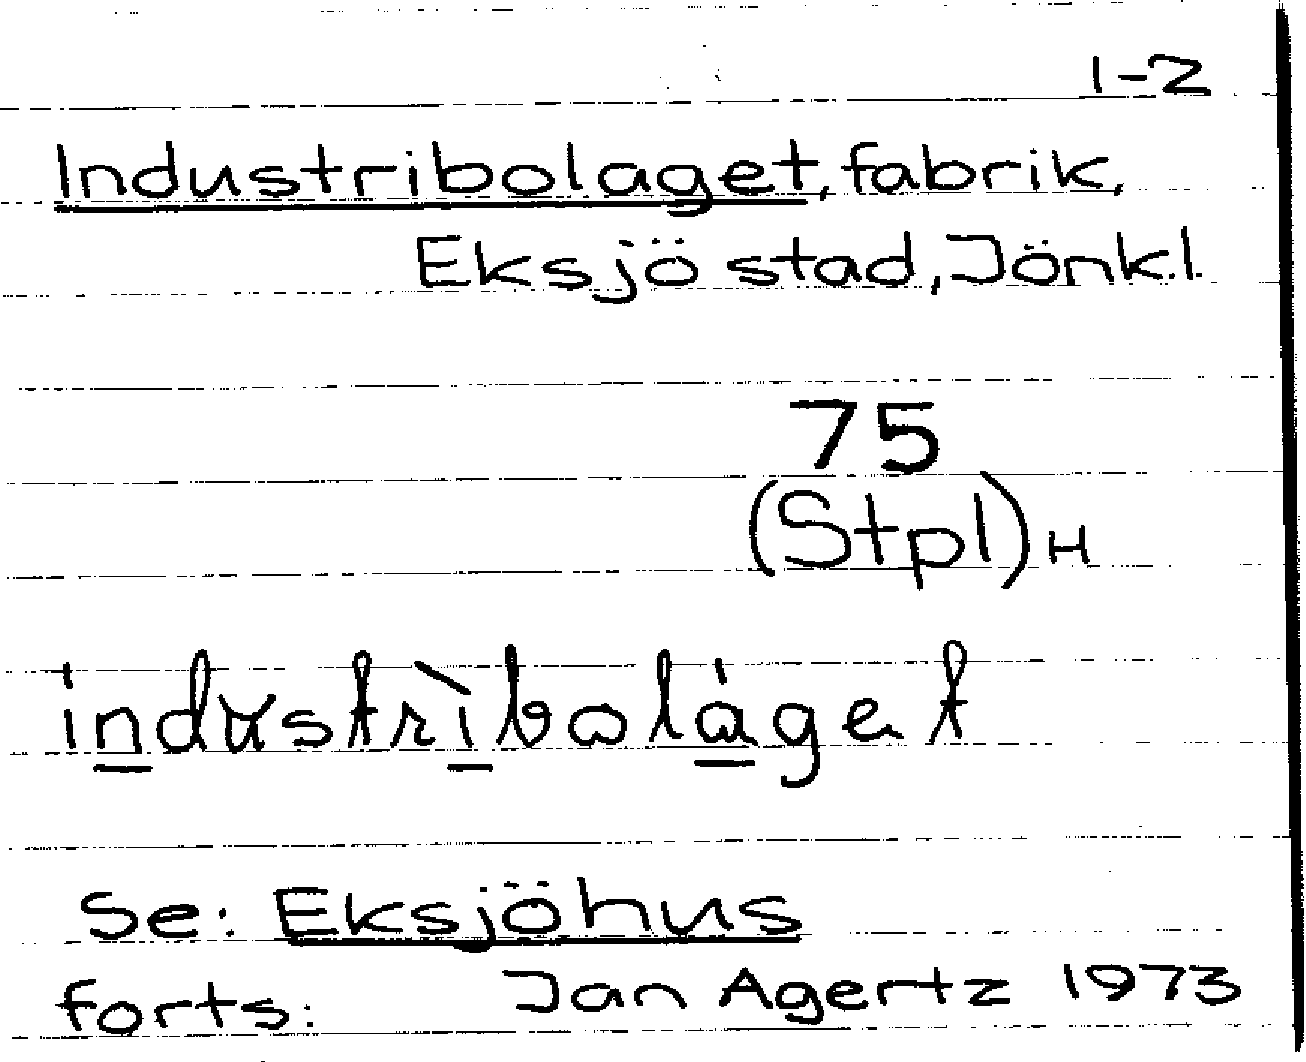 1-2
Industribolaget, fabrik,
Eksjö stad, Jönk.l.
75
(Stpl) H
industribolaget
Se: Eksjöhus
forts: Jan Agertz 1973